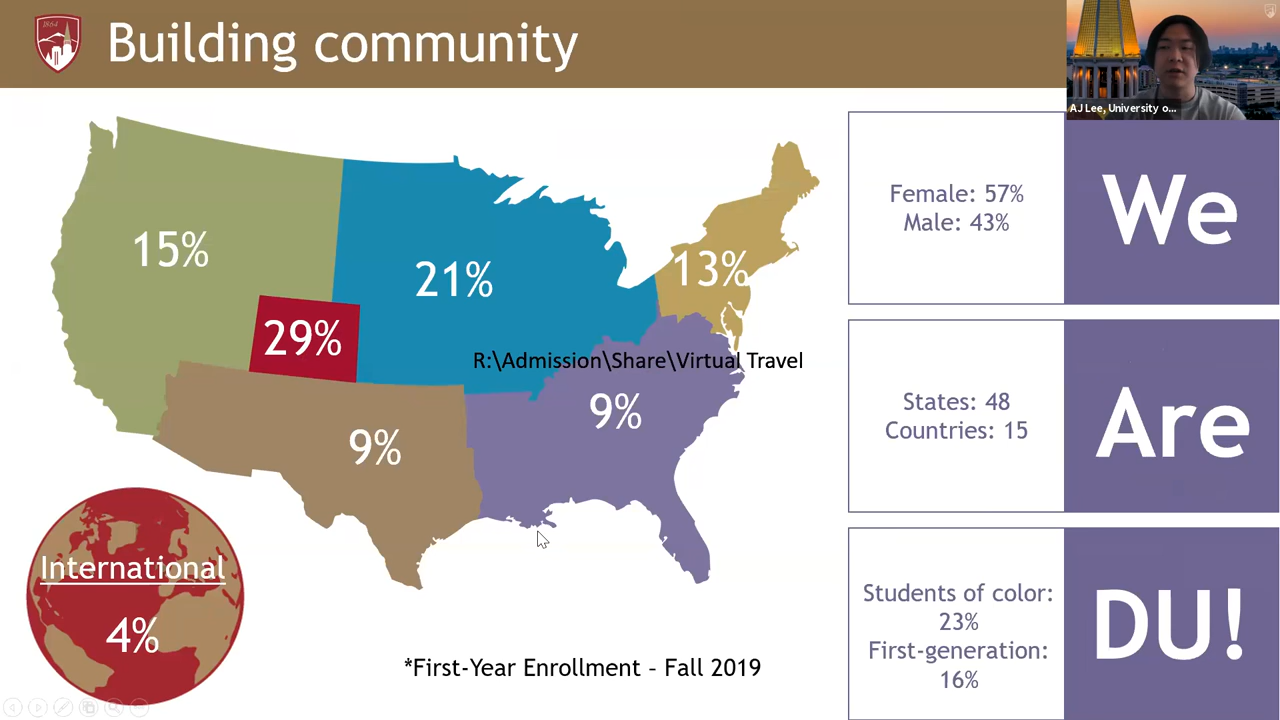 1864
Building community
AJ Lee, University o...
15%
21%
13%
29%
R:\Admission\Share\Virtual Travel
9%
9%
International
4%
*First-Year Enrollment – Fall 2019
Female: 57%
Male: 43%
We
States: 48
Countries: 15
Are
Students of color:
23%
First-generation:
16%
DU!